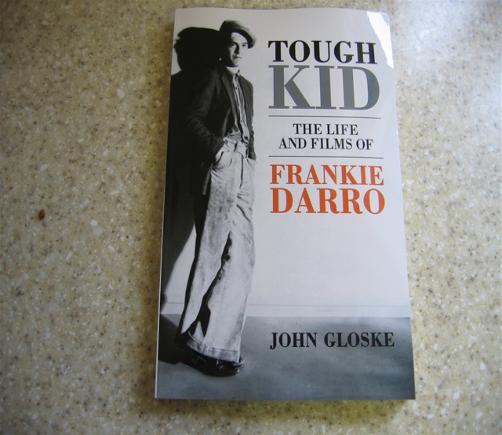 TOUGH
KID
THE LIFE
AND FILMS OF
FRANKIE
DARRO
JOHN GLOSKE